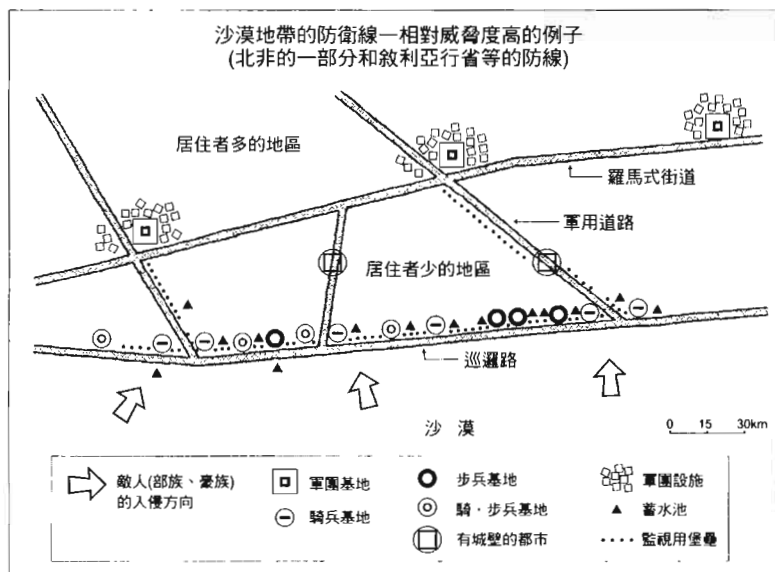 沙漠地帶的防衛線—相對威脅度高的例子
(北非的一部分和敘利亞行省等的防線)
居住者多的地區
羅馬式街道
軍用道路
居住者少的地區
巡邏路
沙 漠
0 15 30km
敵人(部族、豪族)
的入侵方向
軍團基地
騎兵基地
步兵基地
騎・步兵基地
有城壁的都市
軍團設施
蓄水池
監視用堡壘